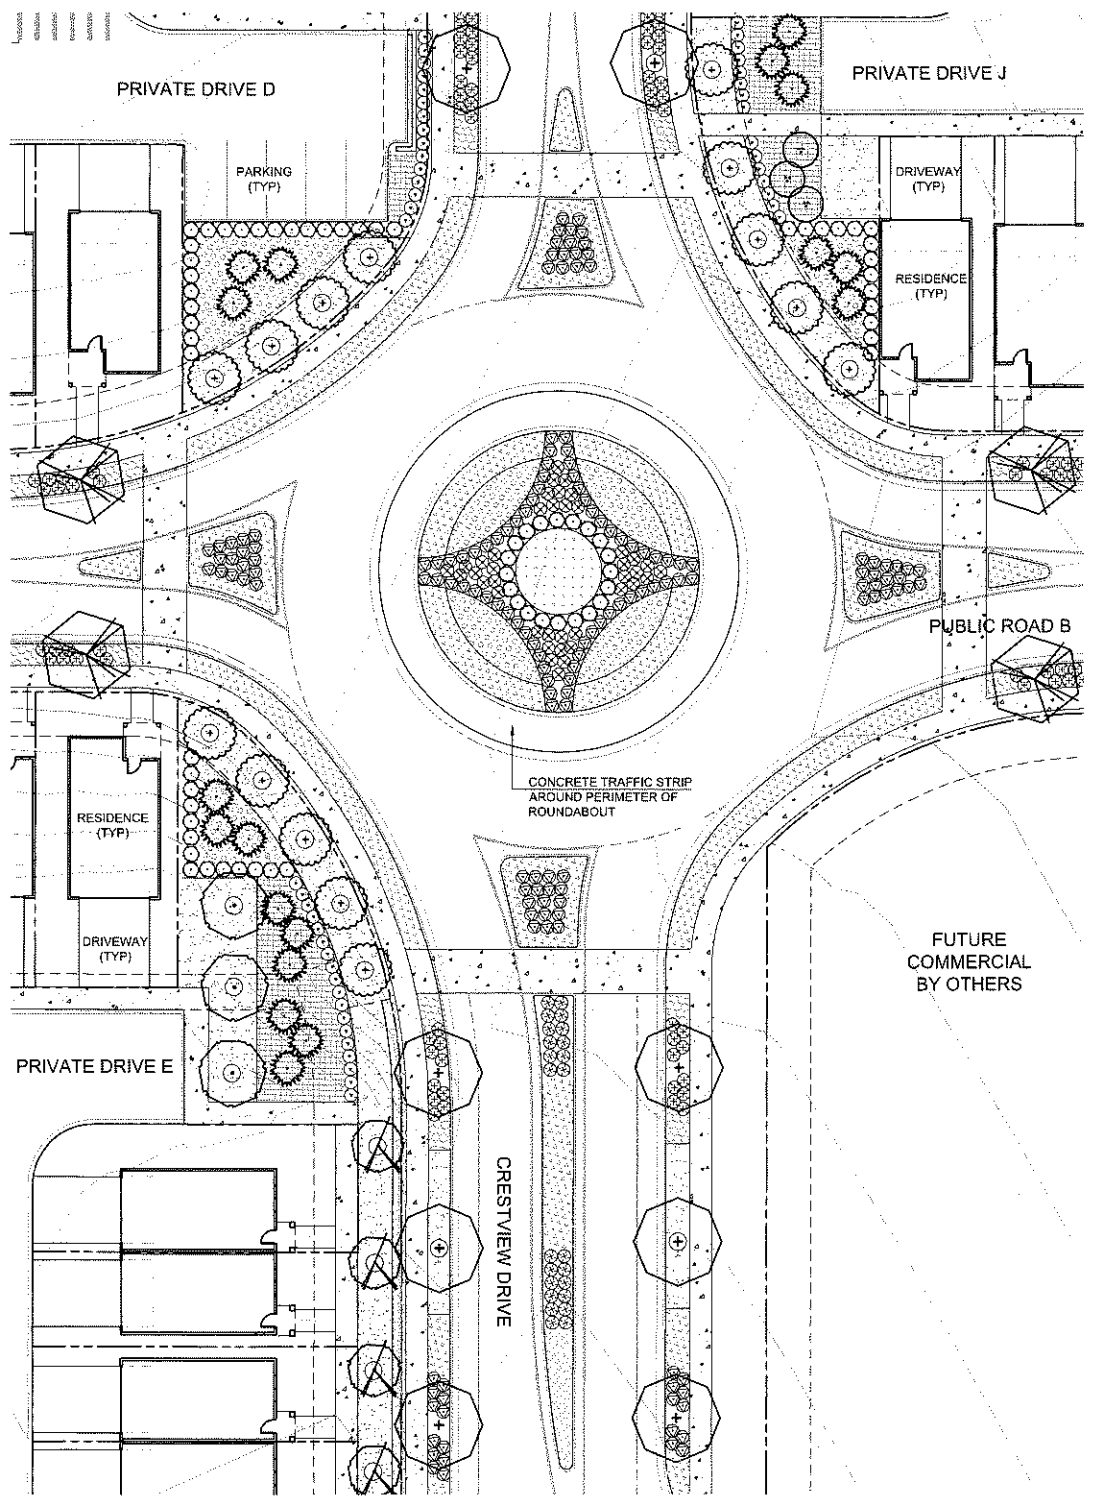 PRIVATE DRIVE D
PRIVATE DRIVE J
PARKING
(TYP)
DRIVEWAY
(TYP)
RESIDENCE
(TYP)
PUBLIC ROAD B
CONCRETE TRAFFIC STRIP
AROUND PERIMETER OF
ROUNDABOUT
RESIDENCE
(TYP)
DRIVEWAY
(TYP)
FUTURE
COMMERCIAL
BY OTHERS
PRIVATE DRIVE E
CRESTVIEW DRIVE